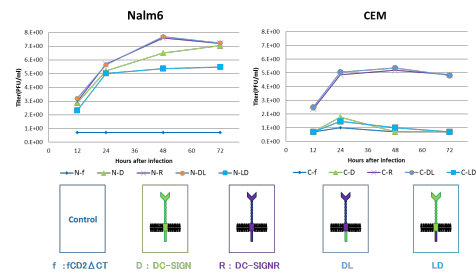 Nalm6
CEM
Titer(PFU/ml)
8.E+00
7.E+00
6.E+00
5.E+00
4.E+00
3.E+00
2.E+00
1.E+00
0.E+00
0 12 24 36 48 60 72
Hours after infection
N-f N-D N-R N-DL N-LD
Titer(PFU/ml)
8.E+00
7.E+00
6.E+00
5.E+00
4.E+00
3.E+00
2.E+00
1.E+00
0.E+00
0 12 24 36 48 60 72
Hours after infection
C-f C-D C-R C-DL C-LD
Control
f : fCD2ΔCT
D : DC-SIGN
R : DC-SIGNR
DL
LD